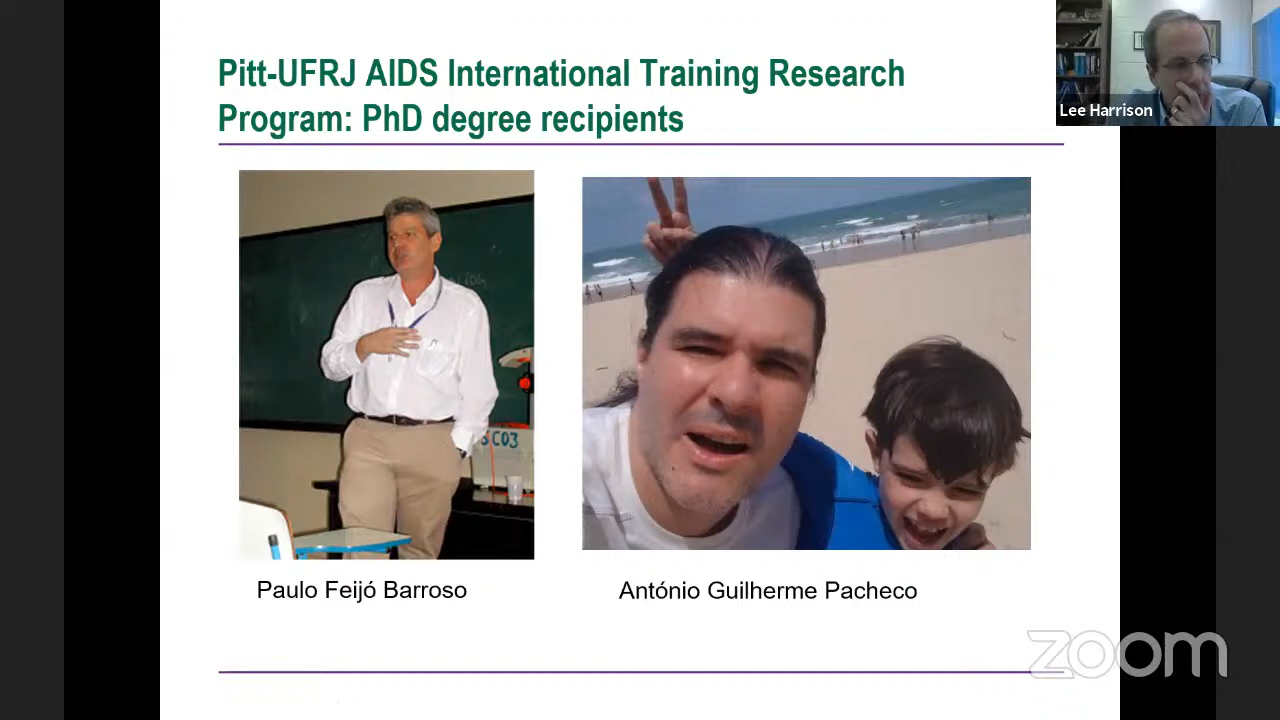 Pitt-UFRJ AIDS International Training Research
Program: PhD degree recipients
Lee Harrison
SC03
Paulo Feijó Barroso
António Guilherme Pacheco
zoom